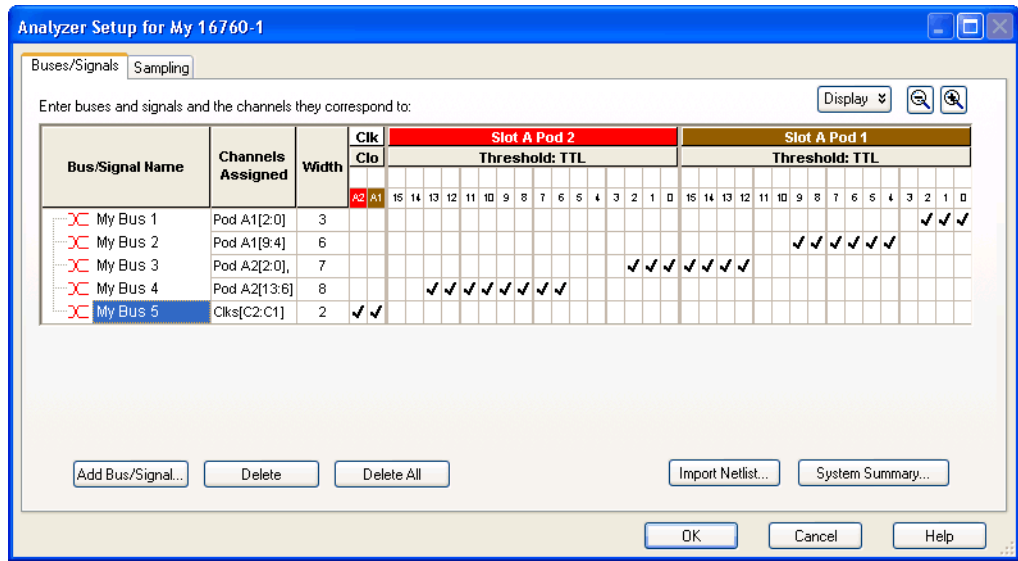 Analyzer Setup for My 16760-1
Buses/Signals Sampling
Enter buses and signals and the channels they correspond to:
Display
Bus/Signal Name Channels Assigned Width Clk Slot A Pod 2 Slot A Pod 1
Clo Threshold: TTL Threshold: TTL
A2 A1 15 14 13 12 11 10 9 8 7 6 5 4 3 2 1 0 15 14 13 12 11 10 9 8 7 6 5 4 3 2 1 0
My Bus 1 Pod A1[2:0] 3
My Bus 2 Pod A1[9:4] 6
My Bus 3 Pod A2[2:0], 7
My Bus 4 Pod A2[13:6] 8
My Bus 5 Clks[C2:C1] 2
Add Bus/Signal... Delete Delete All Import Netlist... System Summary...
OK Cancel Help